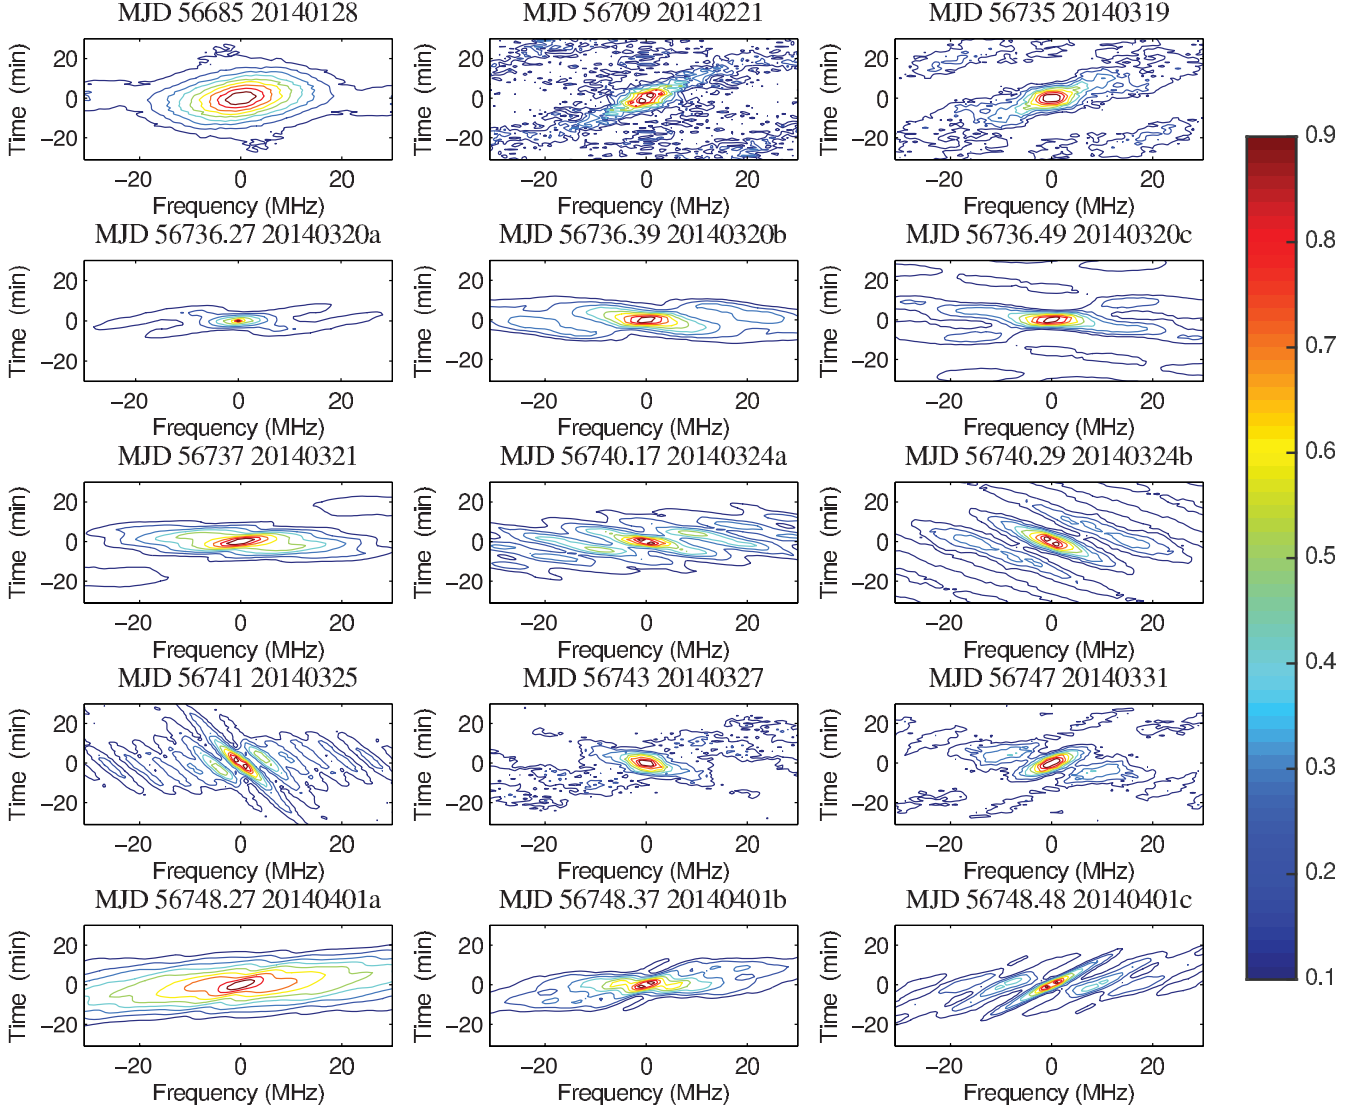 MJD 56685 20140128
MJD 56709 20140221
MJD 56735 20140319
Time (min)
20
0
−20
−20 0 20
Frequency (MHz)
Time (min)
20
0
−20
−20 0 20
Frequency (MHz)
Time (min)
20
0
−20
−20 0 20
Frequency (MHz)
MJD 56736.27 20140320a
MJD 56736.39 20140320b
MJD 56736.49 20140320c
Time (min)
20
0
−20
−20 0 20
Frequency (MHz)
Time (min)
20
0
−20
−20 0 20
Frequency (MHz)
Time (min)
20
0
−20
−20 0 20
Frequency (MHz)
MJD 56737 20140321
MJD 56740.17 20140324a
MJD 56740.29 20140324b
Time (min)
20
0
−20
−20 0 20
Frequency (MHz)
Time (min)
20
0
−20
−20 0 20
Frequency (MHz)
Time (min)
20
0
−20
−20 0 20
Frequency (MHz)
MJD 56741 20140325
MJD 56743 20140327
MJD 56747 20140331
Time (min)
20
0
−20
−20 0 20
Frequency (MHz)
Time (min)
20
0
−20
−20 0 20
Frequency (MHz)
Time (min)
20
0
−20
−20 0 20
Frequency (MHz)
MJD 56748.27 20140401a
MJD 56748.37 20140401b
MJD 56748.48 20140401c
Time (min)
20
0
−20
−20 0 20
Frequency (MHz)
Time (min)
20
0
−20
−20 0 20
Frequency (MHz)
Time (min)
20
0
−20
−20 0 20
Frequency (MHz)
0.9
0.8
0.7
0.6
0.5
0.4
0.3
0.2
0.1